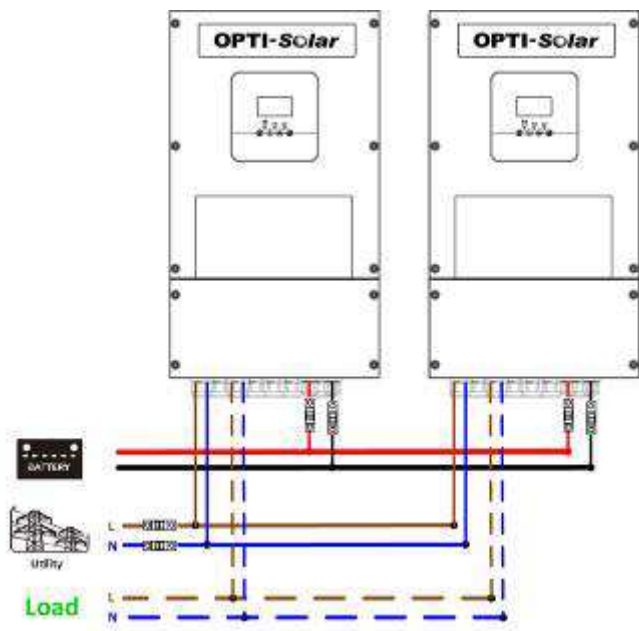 OPTI-Solar OPTI-Solar
BATTERY
L
N
Utility
L
Load
N